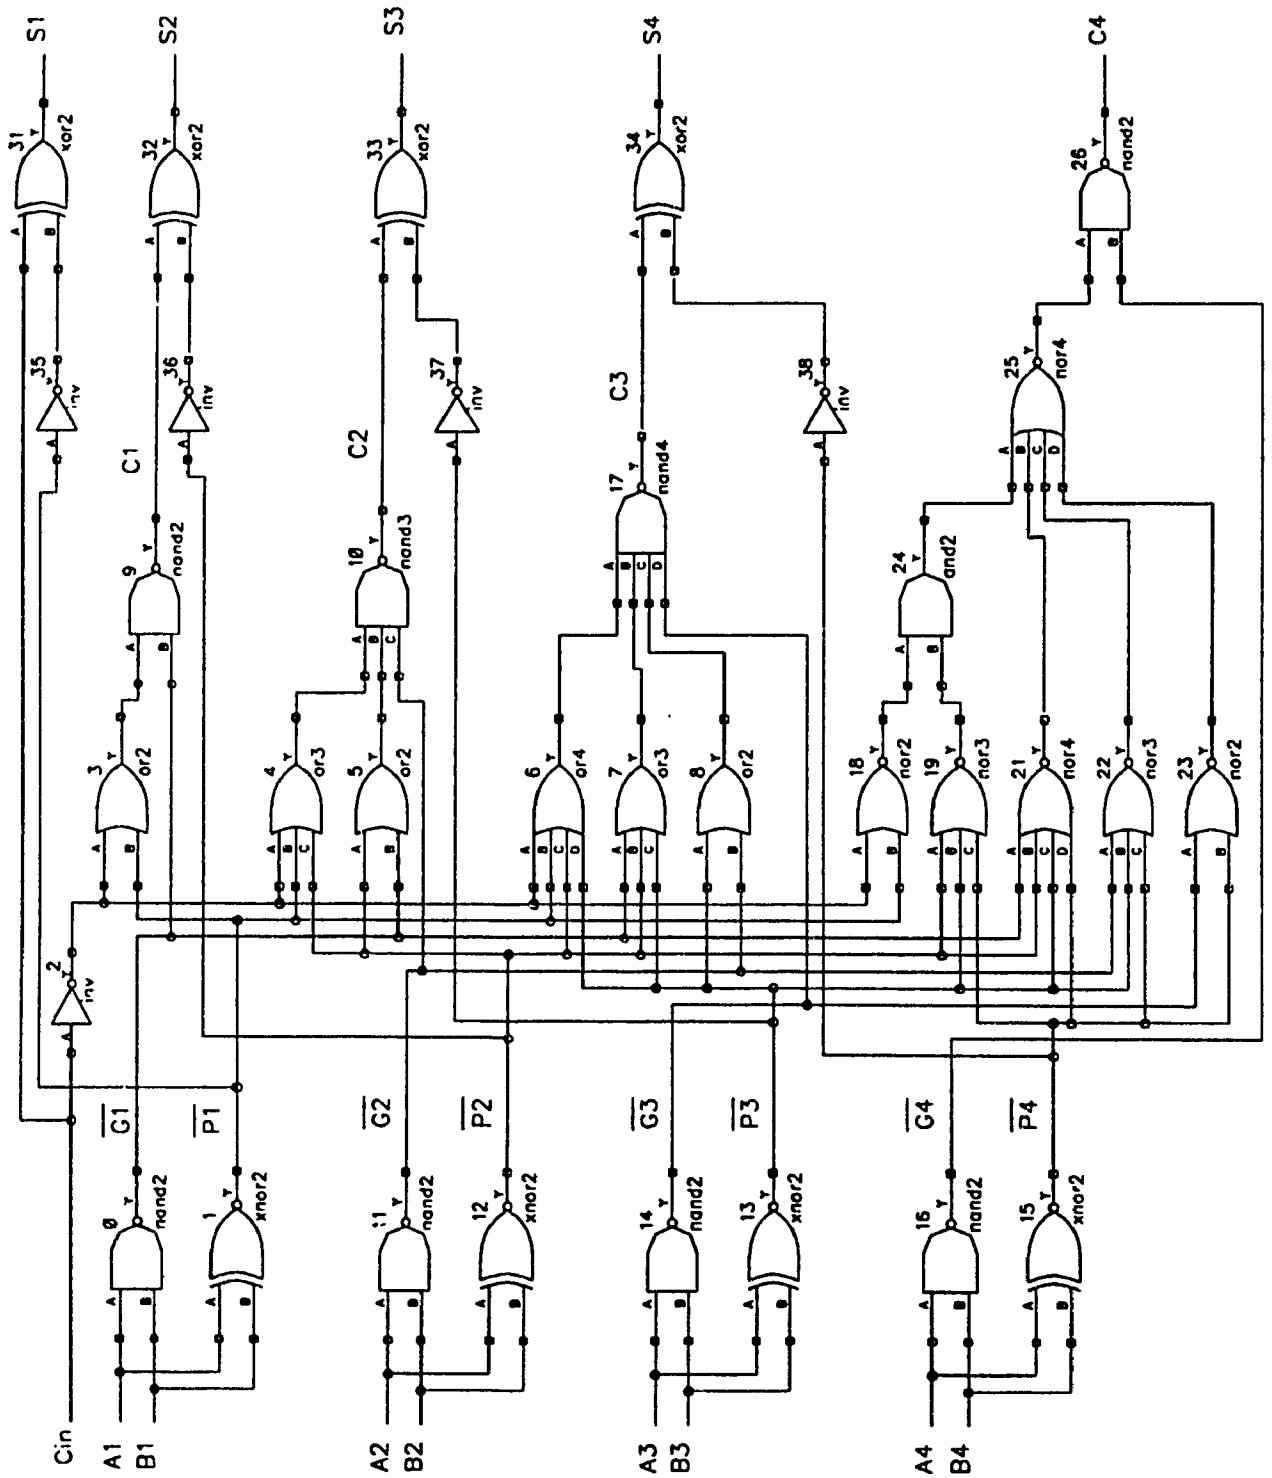 S1
S2
S3
S4
C4
31
Y
xor2
A
B
32
Y
xor2
A
B
33
Y
xor2
A
B
34
Y
xor2
A
B
26
Y
nand2
A
B
35
Y
inv
A
36
Y
inv
A
37
Y
inv
A
38
Y
inv
A
25
Y
nor4
A
B
C
D
C1
C2
C3
9
Y
nand2
A
B
10
Y
nand3
A
B
C
17
Y
nand4
A
B
C
D
24
Y
and2
A
B
3
Y
or2
A
B
4
Y
or3
A
B
C
5
Y
or2
A
B
6
Y
or4
A
B
C
D
7
Y
or3
A
B
C
8
Y
or2
A
B
18
Y
nor2
A
B
19
Y
nor3
A
B
C
21
Y
nor4
A
B
C
D
22
Y
nor3
A
B
C
23
Y
nor2
A
B
2
Y
inv
A
G1
P1
G2
P2
G3
P3
G4
P4
0
Y
nand2
A
B
1
Y
xnor2
A
B
11
Y
nand2
A
B
12
Y
xnor2
A
B
14
Y
nand2
A
B
13
Y
xnor2
A
B
16
Y
nand2
A
B
15
Y
xnor2
A
B
Cin
A1
B1
A2
B2
A3
B3
A4
B4